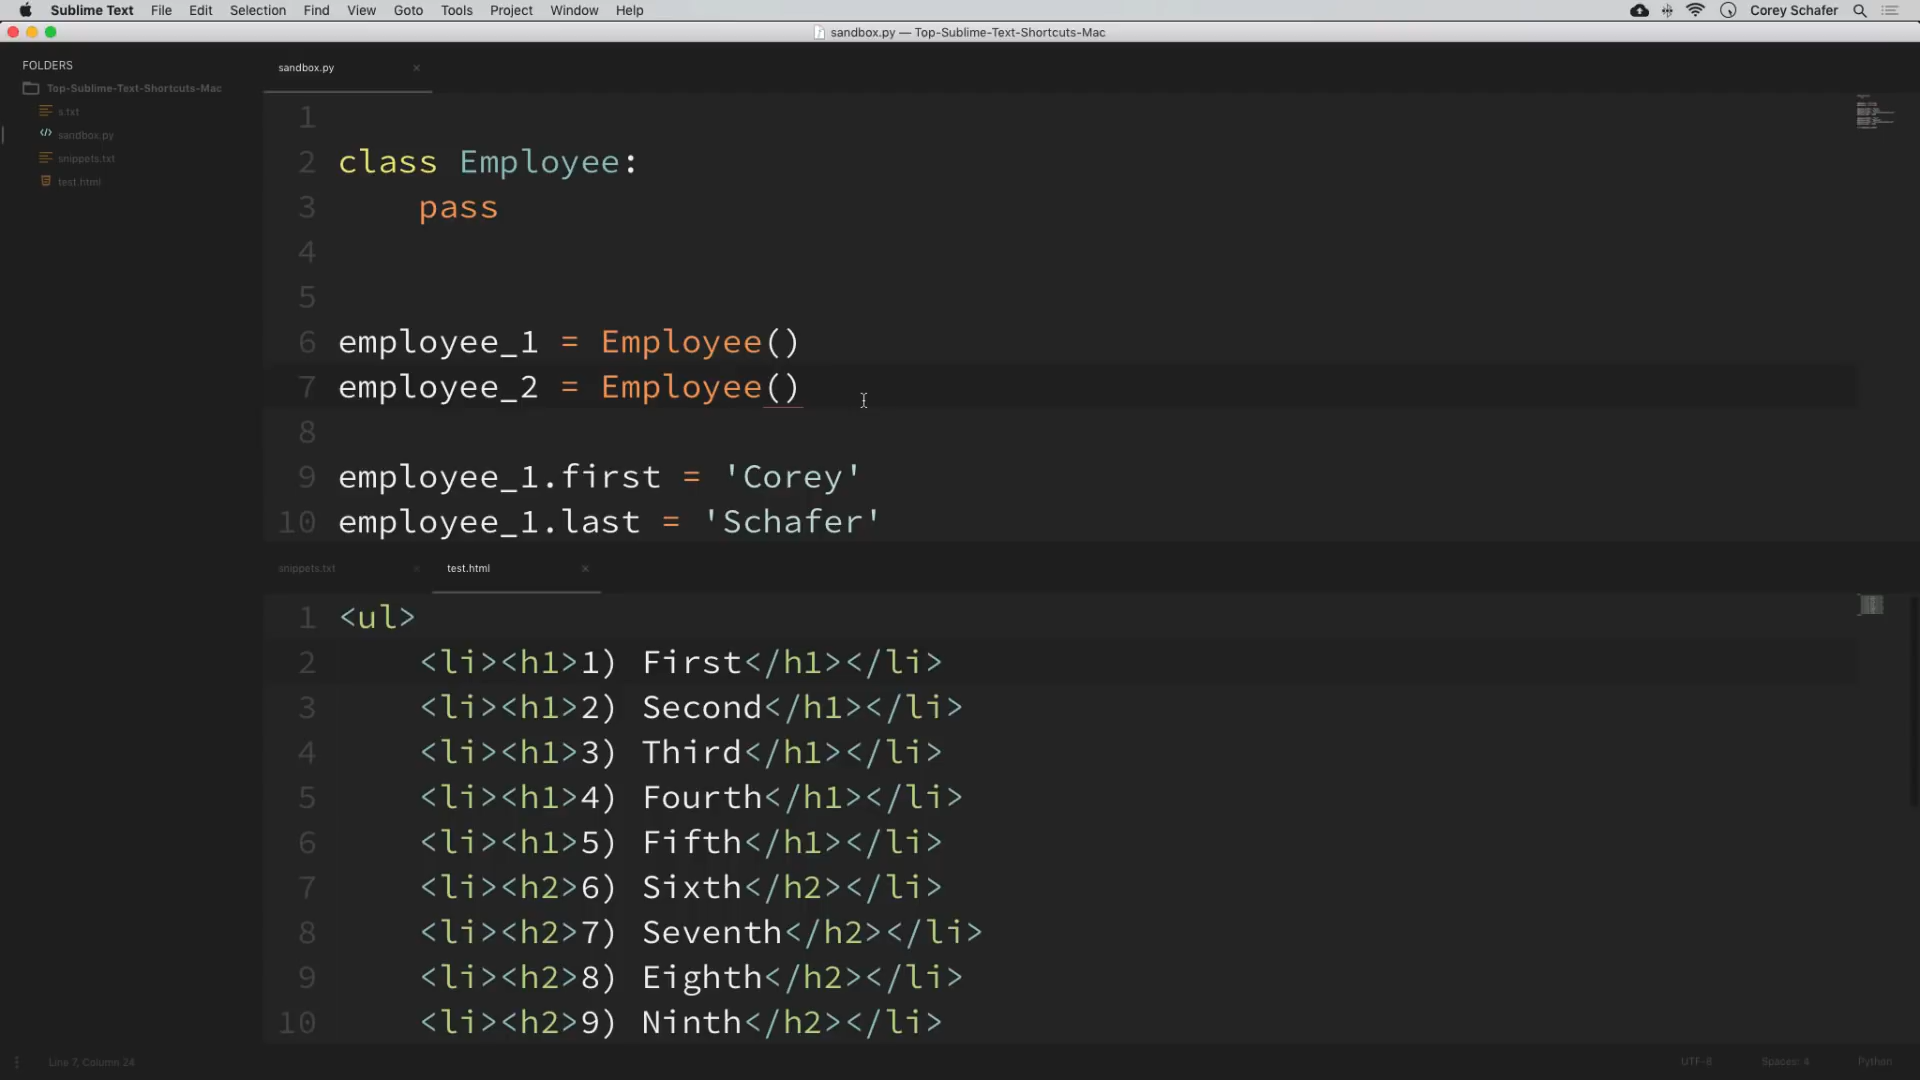 Sublime Text File Edit Selection Find View Goto Tools Project Window Help Corey Schafer
sandbox.py — Top-Sublime-Text-Shortcuts-Mac
FOLDERS
Top-Sublime-Text-Shortcuts-Mac
s.txt
sandbox.py
snippets.txt
test.html
sandbox.py ×
1
2 class Employee:
3     pass
4
5
6 employee_1 = Employee()
7 employee_2 = Employee()
8
9 employee_1.first = 'Corey'
10 employee_1.last = 'Schafer'
snippets.txt × test.html ×
1 <ul>
2     <li><h1>1) First</h1></li>
3     <li><h1>2) Second</h1></li>
4     <li><h1>3) Third</h1></li>
5     <li><h1>4) Fourth</h1></li>
6     <li><h1>5) Fifth</h1></li>
7     <li><h2>6) Sixth</h2></li>
8     <li><h2>7) Seventh</h2></li>
9     <li><h2>8) Eighth</h2></li>
10     <li><h2>9) Ninth</h2></li>
Line 7, Column 24 UTF-8 Spaces: 4 Python